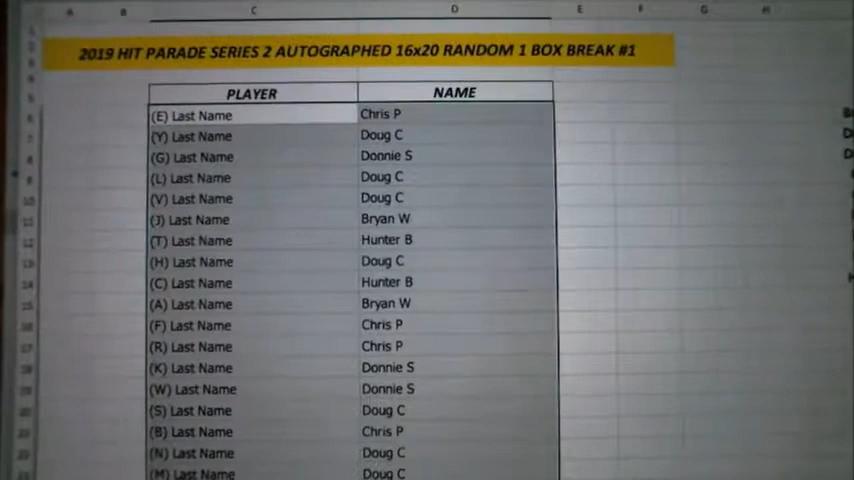 A B C D E F G H
2019 HIT PARADE SERIES 2 AUTOGRAPHED 16x20 RANDOM 1 BOX BREAK #1
PLAYER NAME
(E) Last Name Chris P
(Y) Last Name Doug C
(G) Last Name Donnie S
(L) Last Name Doug C
(V) Last Name Doug C
(J) Last Name Bryan W
(T) Last Name Hunter B
(H) Last Name Doug C
(C) Last Name Hunter B
(A) Last Name Bryan W
(F) Last Name Chris P
(R) Last Name Chris P
(K) Last Name Donnie S
(W) Last Name Donnie S
(S) Last Name Doug C
(B) Last Name Chris P
(N) Last Name Doug C
(M) Last Name Doug C